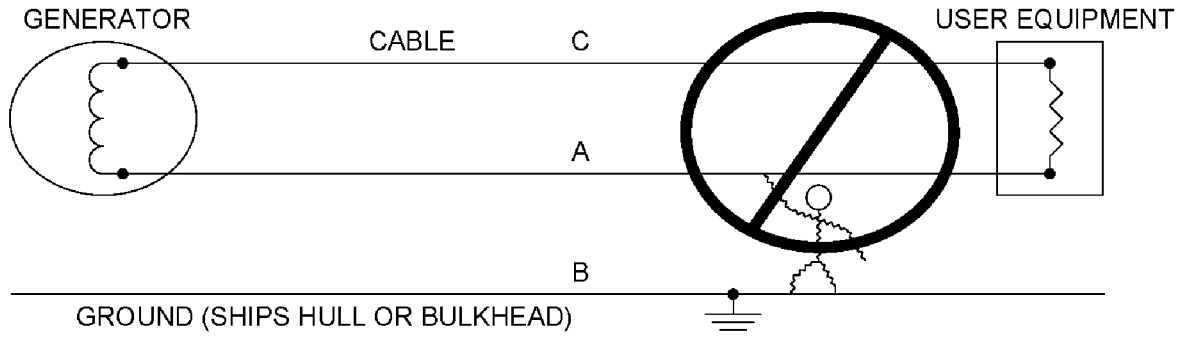 GENERATOR
USER EQUIPMENT
CABLE
C
A
B
GROUND (SHIPS HULL OR BULKHEAD)